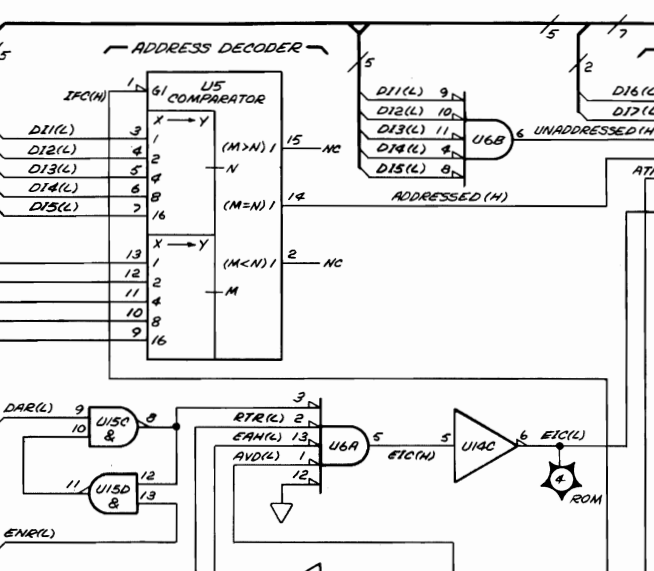 5
7
5
ADDRESS DECODER
5
2
1
IFC(H)
G1
U5
COMPARATOR
DI1(L) 9
DI2(L) 10
DI3(L) 11
DI4(L) 4
DI5(L) 8
U6B
6 UNADDRESSED(H
DI6(L
DI7(L
X → Y
DI1(L) 3 1
DI2(L) 4 2
DI3(L) 5 4
DI4(L) 6 8
DI5(L) 7 16
N
(M>N) 1 15 NC
(M=N) 1 14
ADDRESSED(H)
(M<N) 1 2 NC
X → Y
13 1
12 2
11 4
10 8
9 16
M
DAR(L) 9
10
U15C
&
8
11
U15D
&
12
13
ENR(L)
3
RTR(L) 2
EAH(L) 13
AVD(L) 1
12
U6A
5
EIC(H)
5
U14C
6
EIC(L)
4
ROM